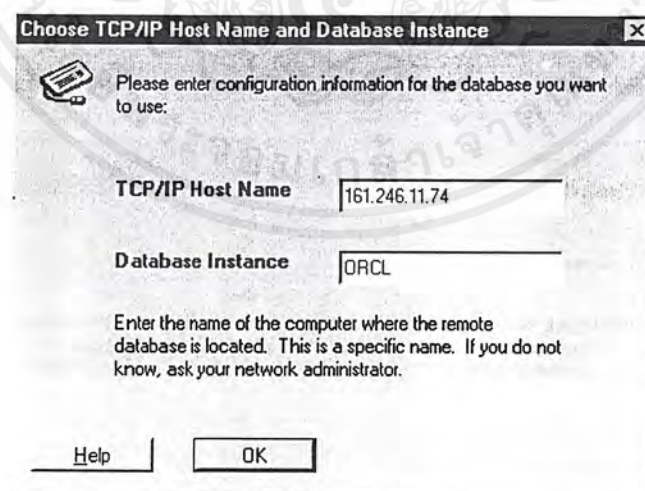 Choose TCP/IP Host Name and Database Instance
Please enter configuration information for the database you want
to use:
TCP/IP Host Name
161.246.11.74
Database Instance
ORCL
Enter the name of the computer where the remote
database is located. This is a specific name. If you do not
know, ask your network administrator.
Help
OK